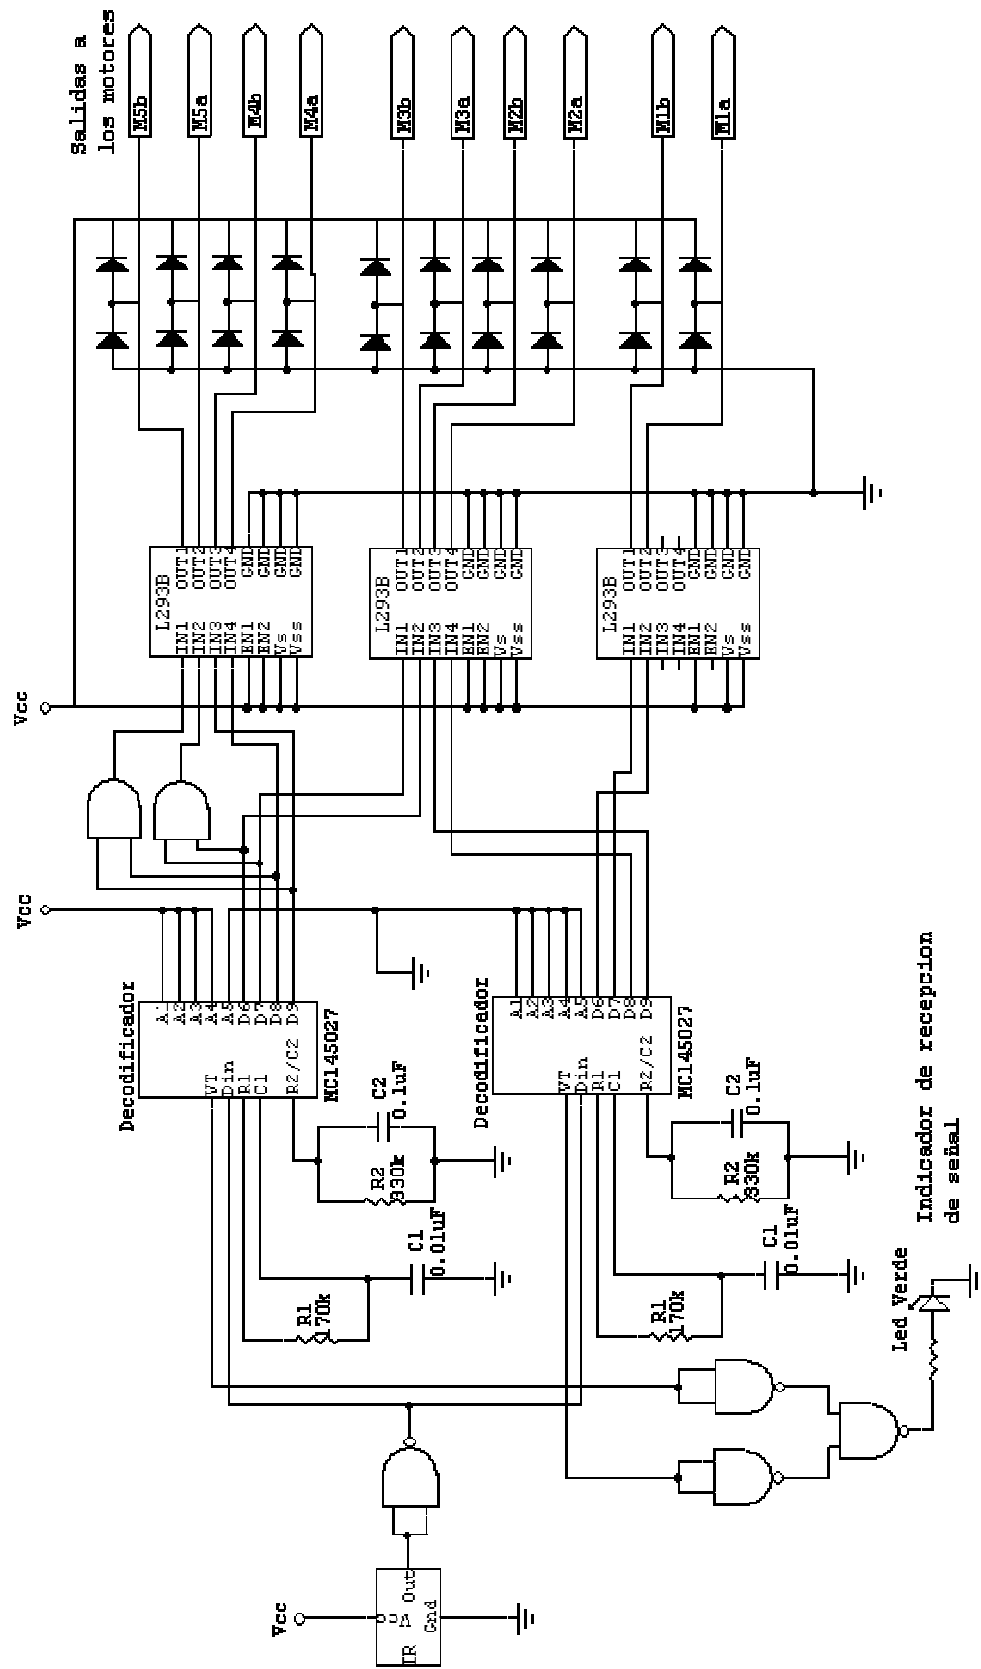 Salidas a
los motores
M5b
M5a
M4b
M4a
M3b
M3a
M2b
M2a
M1b
M1a
L293B
IN1 OUT1
IN2 OUT2
IN3 OUT3
IN4 OUT4
EN1 GND
EN2 GND
Vs GND
Vss GND
L293B
IN1 OUT1
IN2 OUT2
IN3 OUT3
IN4 OUT4
EN1 GND
EN2 GND
Vs GND
Vss GND
L293B
IN1 OUT1
IN2 OUT2
IN3 OUT3
IN4 OUT4
EN1 GND
EN2 GND
Vs GND
Vss GND
Vcc
Vcc
Decodificador
A1
A2
A3
VT A4
Din A5
R1 D6
C1 D7
D8
R2/C2 D9
MC145027
Decodificador
A1
A2
A3
VT A4
Din A5
R1 D6
C1 D7
D8
R2/C2 D9
MC145027
C2
0.1uF
R2
330k
C1
0.01uF
R1
170k
C2
0.1uF
R2
330k
C1
0.01uF
R1
170k
Led Verde
Indicador de recepcion
de señal
Vcc
IR
Out
Gnd